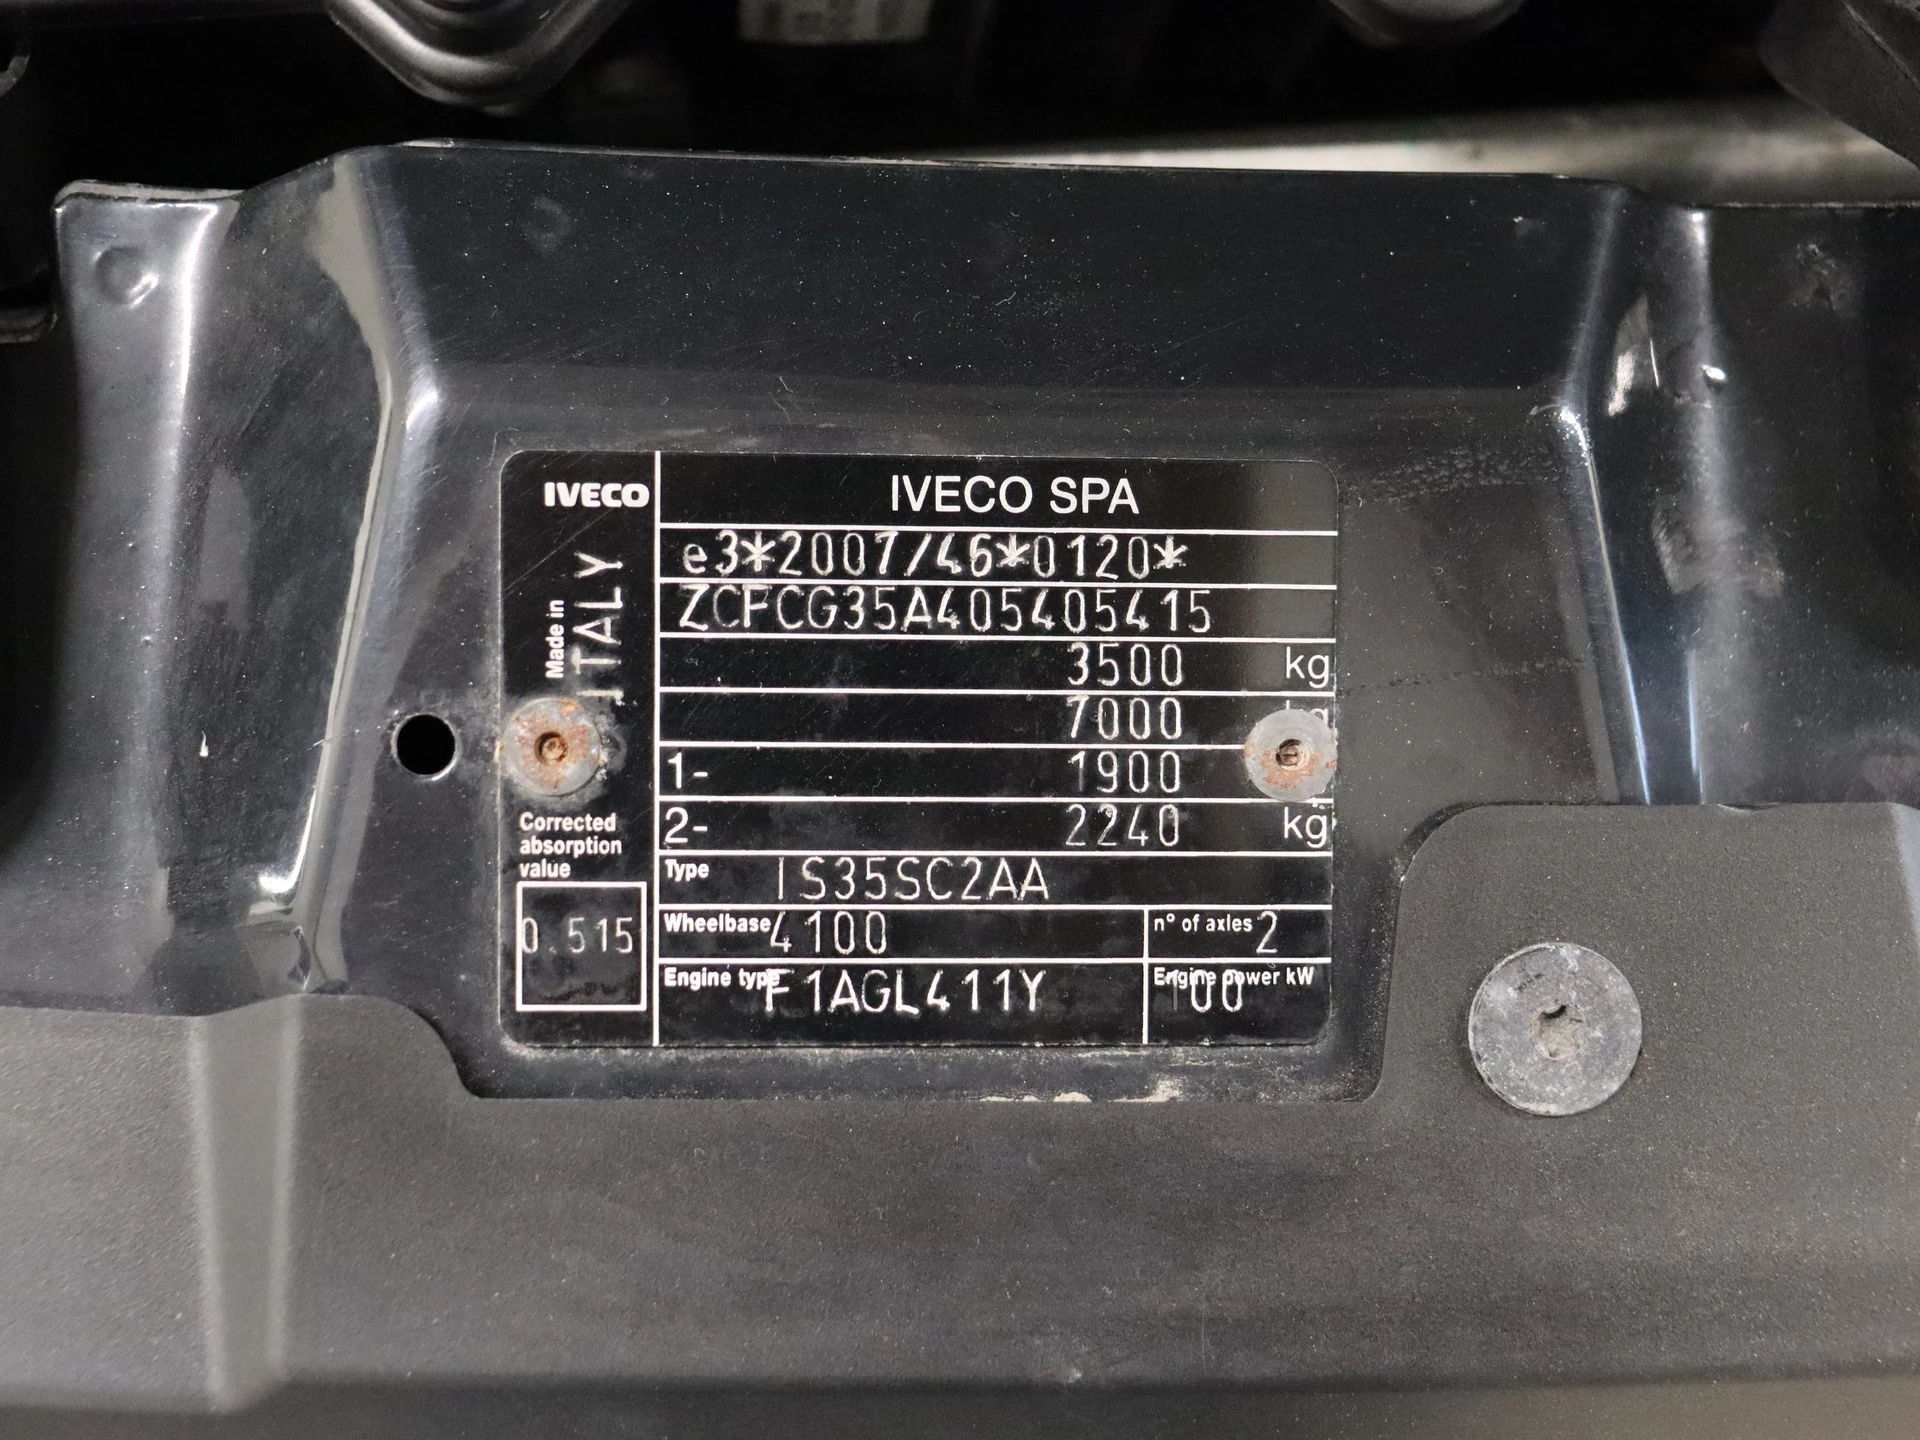 IVECO
IVECO SPA
Made in ITALY
e3*2007/46*0120*
ZCFCG35A405405415
3500 kg
7000 kg
1- 1900
2- 2240 kg
Corrected
absorption
value
0.515
Type IS35SC2AA
Wheelbase 4100 n° of axles 2
Engine type F1AGL411Y Engine power kW 100